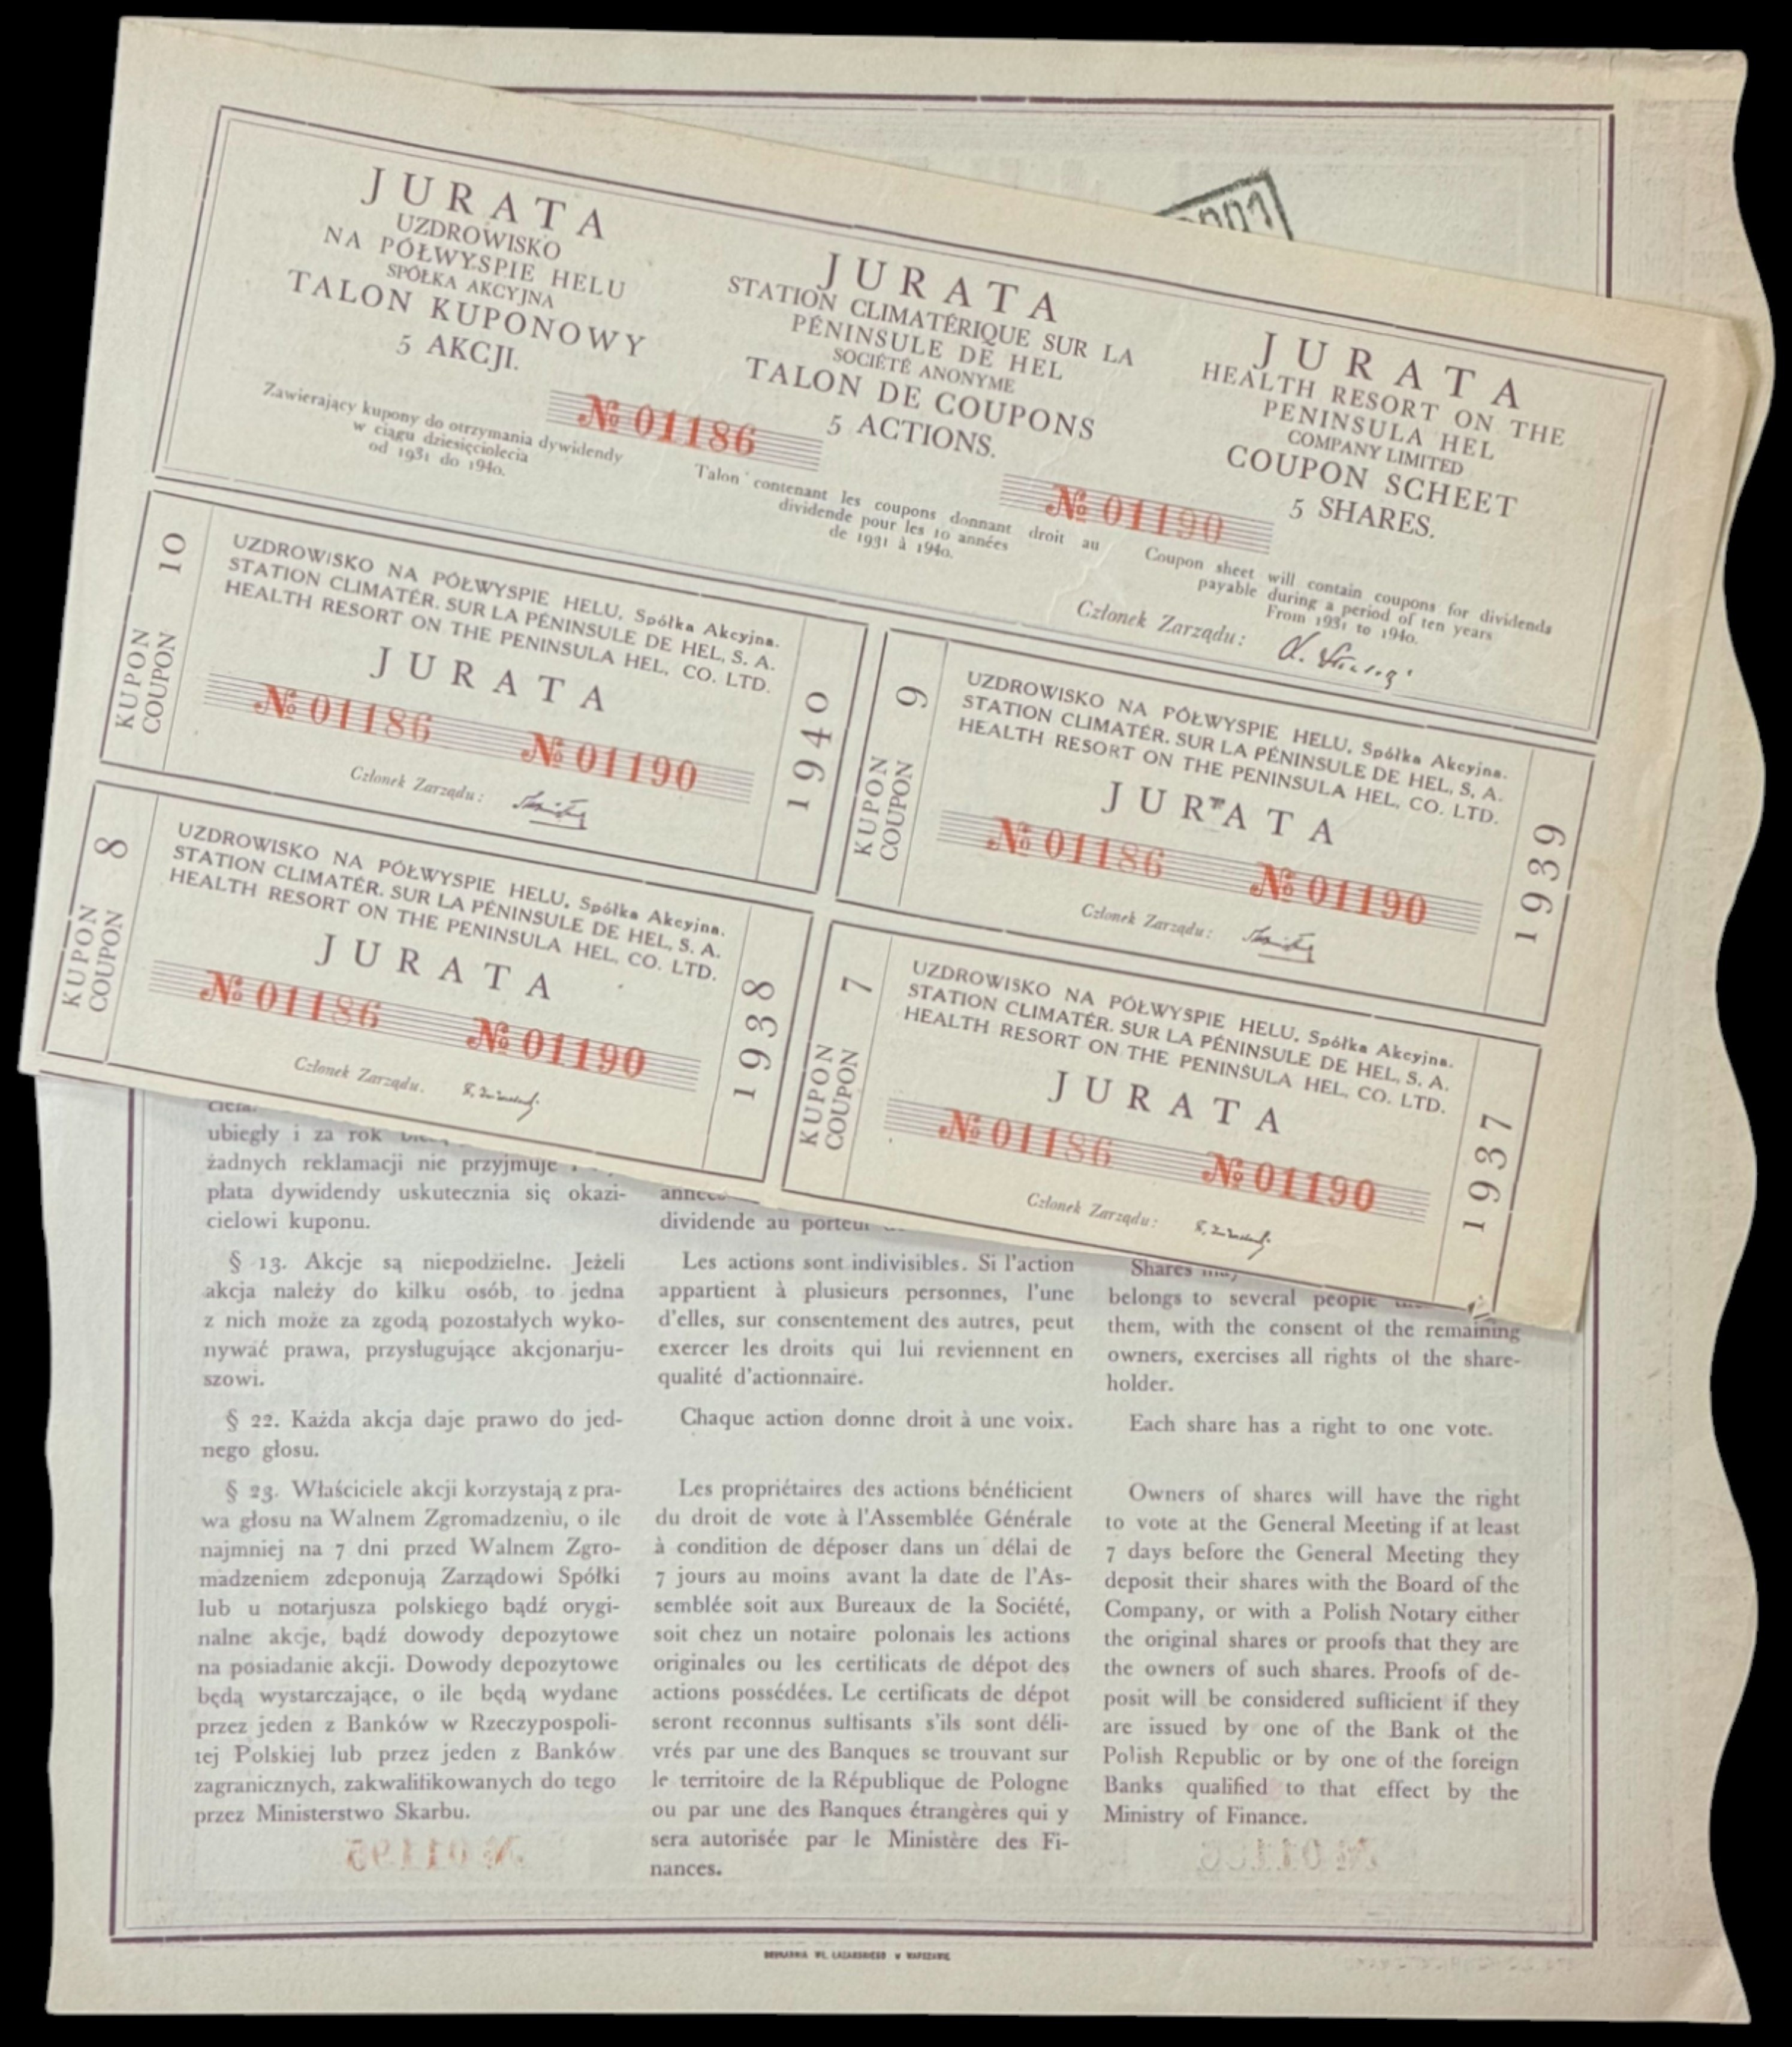 JURATA
UZDROWISKO
NA PÓŁWYSPIE HELU
SPÓŁKA AKCYJNA
TALON KUPONOWY
5 AKCJI.
Zawierający kupony do otrzymania dywidendy
w ciągu dziesięciolecia
od 1931 do 1940.
№ 01186
JURATA
STATION CLIMATÉRIQUE SUR LA
PÉNINSULE DE HEL
SOCIÉTÉ ANONYME
TALON DE COUPONS
5 ACTIONS.
Talon contenant les coupons donnant droit au
dividende pour les 10 années
de 1931 à 1940.
№ 01190
JURATA
HEALTH RESORT ON THE
PENINSULA HEL
COMPANY LIMITED
COUPON SCHEET
5 SHARES.
Coupon sheet will contain coupons for dividends
payable during a period of ten years
From 1931 to 1940.
Członek Zarządu:
KUPON 10
COUPON
UZDROWISKO NA PÓŁWYSPIE HELU, Spółka Akcyjna.
STATION CLIMATÉR. SUR LA PÉNINSULE DE HEL, S. A.
HEALTH RESORT ON THE PENINSULA HEL, CO. LTD.
JURATA
№ 01186 № 01190
Członek Zarządu:
1940
KUPON 9
COUPON
UZDROWISKO NA PÓŁWYSPIE HELU, Spółka Akcyjna.
STATION CLIMATÉR. SUR LA PÉNINSULE DE HEL, S. A.
HEALTH RESORT ON THE PENINSULA HEL, CO. LTD.
JURATA
№ 01186 № 01190
Członek Zarządu:
1939
KUPON 8
COUPON
UZDROWISKO NA PÓŁWYSPIE HELU, Spółka Akcyjna.
STATION CLIMATÉR. SUR LA PÉNINSULE DE HEL, S. A.
HEALTH RESORT ON THE PENINSULA HEL, CO. LTD.
JURATA
№ 01186 № 01190
Członek Zarządu.
1938
KUPON 7
COUPON
UZDROWISKO NA PÓŁWYSPIE HELU, Spółka Akcyjna.
STATION CLIMATÉR. SUR LA PÉNINSULE DE HEL, S. A.
HEALTH RESORT ON THE PENINSULA HEL, CO. LTD.
JURATA
№ 01186 № 01190
Członek Zarządu:
1937
ubiegły i za rok
żadnych reklamacji nie przyjmuje
płata dywidendy uskutecznia się okazi-
cielowi kuponu.
§ 13. Akcje są niepodzielne. Jeżeli
akcja należy do kilku osób, to jedna
z nich może za zgodą pozostałych wyko-
nywać prawa, przysługujące akcjonarju-
szowi.
§ 22. Każda akcja daje prawo do jed-
nego głosu.
§ 23. Właściciele akcji korzystają z pra-
wa głosu na Walnem Zgromadzeniu, o ile
najmniej na 7 dni przed Walnem Zgro-
madzeniem zdeponują Zarządowi Spółki
lub u notarjusza polskiego bądź orygi-
nalne akcje, bądź dowody depozytowe
na posiadanie akcji. Dowody depozytowe
będą wystarczające, o ile będą wydane
przez jeden z Banków w Rzeczypospoli-
tej Polskiej lub przez jeden z Banków
zagranicznych, zakwalifikowanych do tego
przez Ministerstwo Skarbu.
dividende au porteur
Les actions sont indivisibles. Si l'action
appartient à plusieurs personnes, l'une
d'elles, sur consentement des autres, peut
exercer les droits qui lui reviennent en
qualité d'actionnaire.
Chaque action donne droit à une voix.
Les propriétaires des actions bénéficient
du droit de vote à l'Assemblée Générale
à condition de déposer dans un délai de
7 jours au moins avant la date de l'As-
semblée soit aux Bureaux de la Société,
soit chez un notaire polonais les actions
originales ou les certificats de dépot des
actions possédées. Le certificats de dépôt
seront reconnus suffisants s'ils sont déli-
vrés par une des Banques se trouvant sur
le territoire de la République de Pologne
ou par une des Banques étrangères qui y
sera autorisée par le Ministère des Fi-
nances.
Shares
belongs to several people
them, with the consent of the remaining
owners, exercises all rights of the share-
holder.
Each share has a right to one vote.
Owners of shares will have the right
to vote at the General Meeting if at least
7 days before the General Meeting they
deposit their shares with the Board of the
Company, or with a Polish Notary either
the original shares or proofs that they are
the owners of such shares. Proofs of de-
posit will be considered sufficient if they
are issued by one of the Bank of the
Polish Republic or by one of the foreign
Banks qualified to that effect by the
Ministry of Finance.
DRUKARNIA WŁ. ŁAZARSKIEGO W WARSZAWIE